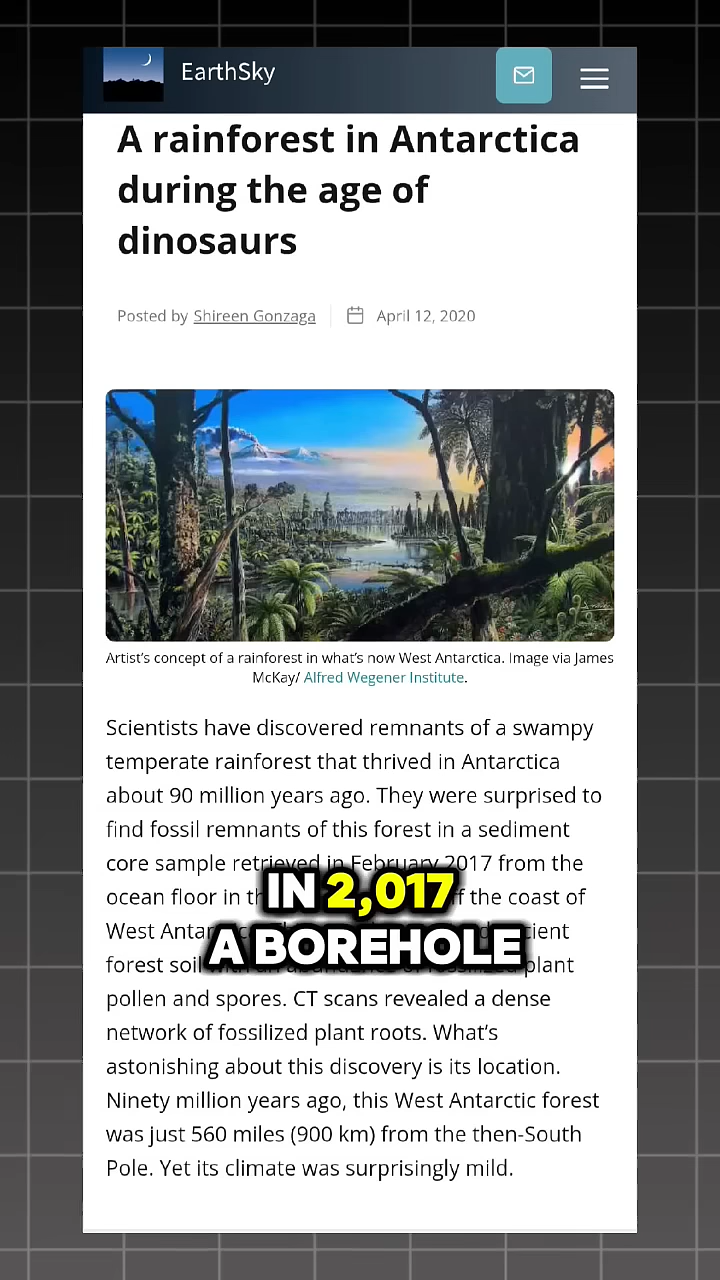 EarthSky
A rainforest in Antarctica
during the age of
dinosaurs
Posted by Shireen Gonzaga
April 12, 2020
Artist's concept of a rainforest in what's now West Antarctica. Image via James
McKay/ Alfred Wegener Institute.
Scientists have discovered remnants of a swampy
temperate rainforest that thrived in Antarctica
about 90 million years ago. They were surprised to
find fossil remnants of this forest in a sediment
core sample retrieved in February 2017 from the
ocean floor in the coast of
IN 2,017
West
A BOREHOLE
forest soil plant
pollen and spores. CT scans revealed a dense
network of fossilized plant roots. What's
astonishing about this discovery is its location.
Ninety million years ago, this West Antarctic forest
was just 560 miles (900 km) from the then-South
Pole. Yet its climate was surprisingly mild.